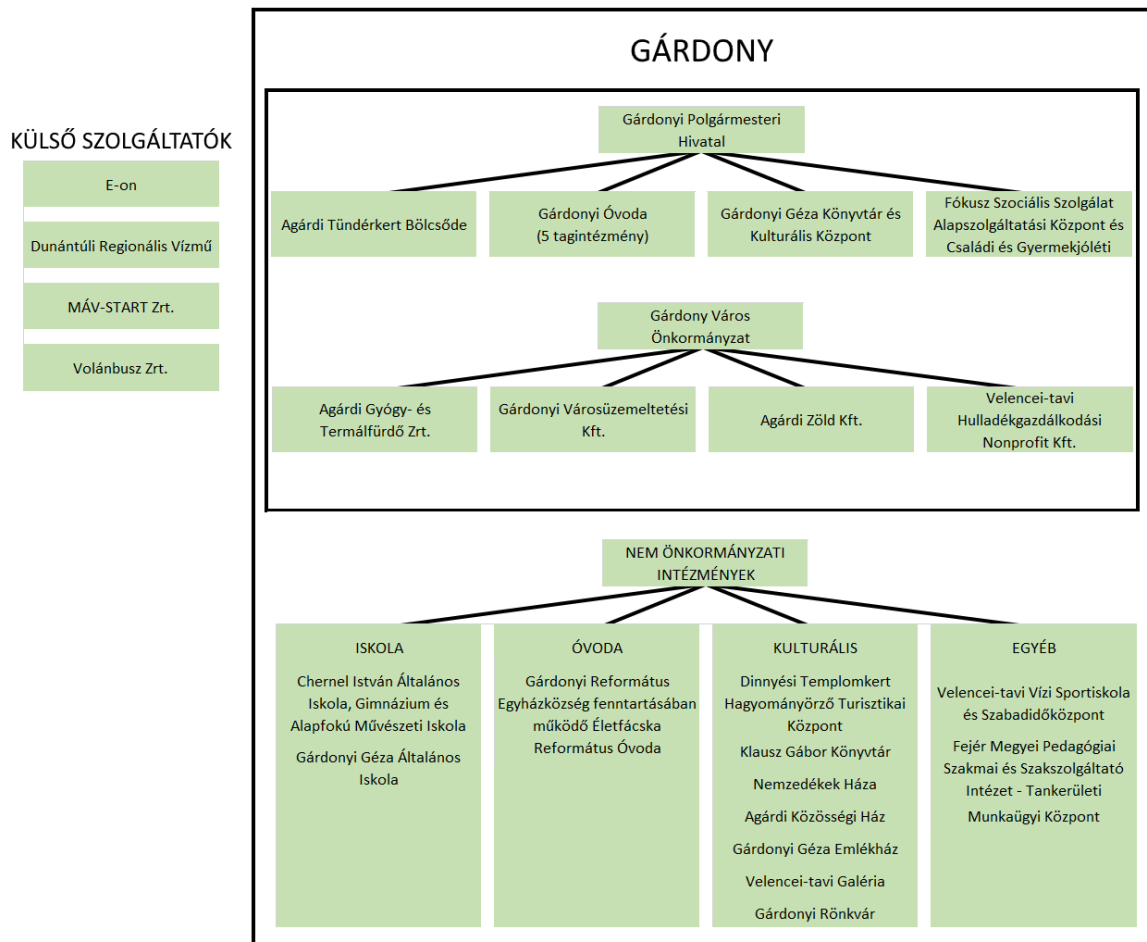 GÁRDONY
KÜLSŐ SZOLGÁLTATÓK
E-on
Dunántúli Regionális Vízmű
MÁV-START Zrt.
Volánbusz Zrt.
Gárdonyi Polgármesteri
Hivatal
Agárdi Tündérkert Bölcsőde
Gárdonyi Óvoda
(5 tagintézmény)
Gárdonyi Géza Könyvtár és
Kulturális Központ
Fókusz Szociális Szolgálat
Alapszolgáltatási Központ és
Családi és Gyermekjóléti
Gárdony Város
Önkormányzat
Agárdi Gyógy- és
Termálfürdő Zrt.
Gárdonyi Városüzemeltetési
Kft.
Agárdi Zöld Kft.
Velencei-tavi
Hulladékgazdálkodási
Nonprofit Kft.
NEM ÖNKORMÁNYZATI
INTÉZMÉNYEK
ISKOLA
Chernel István Általános
Iskola, Gimnázium és
Alapfokú Művészeti Iskola
Gárdonyi Géza Általános
Iskola
ÓVODA
Gárdonyi Református
Egyházközség fenntartásában
működő Életfácska
Református Óvoda
KULTURÁLIS
Dinnyési Templomkert
Hagyományörző Turisztikai
Központ
Klausz Gábor Könyvtár
Nemzedékek Háza
Agárdi Közösségi Ház
Gárdonyi Géza Emlékház
Velencei-tavi Galéria
Gárdonyi Rönkvár
EGYÉB
Velencei-tavi Vízi Sportiskola
és Szabadidőközpont
Fejér Megyei Pedagógiai
Szakmai és Szakszolgáltató
Intézet - Tankerületi
Munkaügyi Központ